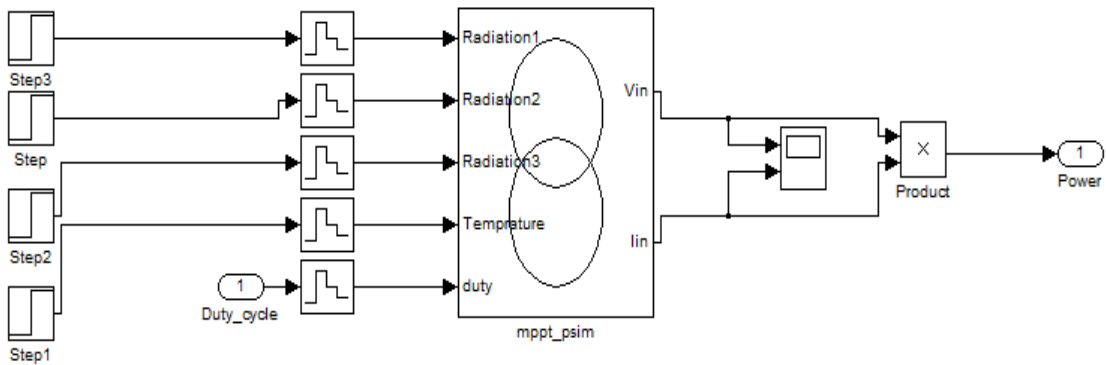 Step3
Step
Step2
Step1
1
Duty_cycle
Radiation1
Radiation2
Radiation3
Temprature
duty
Vin
Iin
mppt_psim
X
Product
1
Power